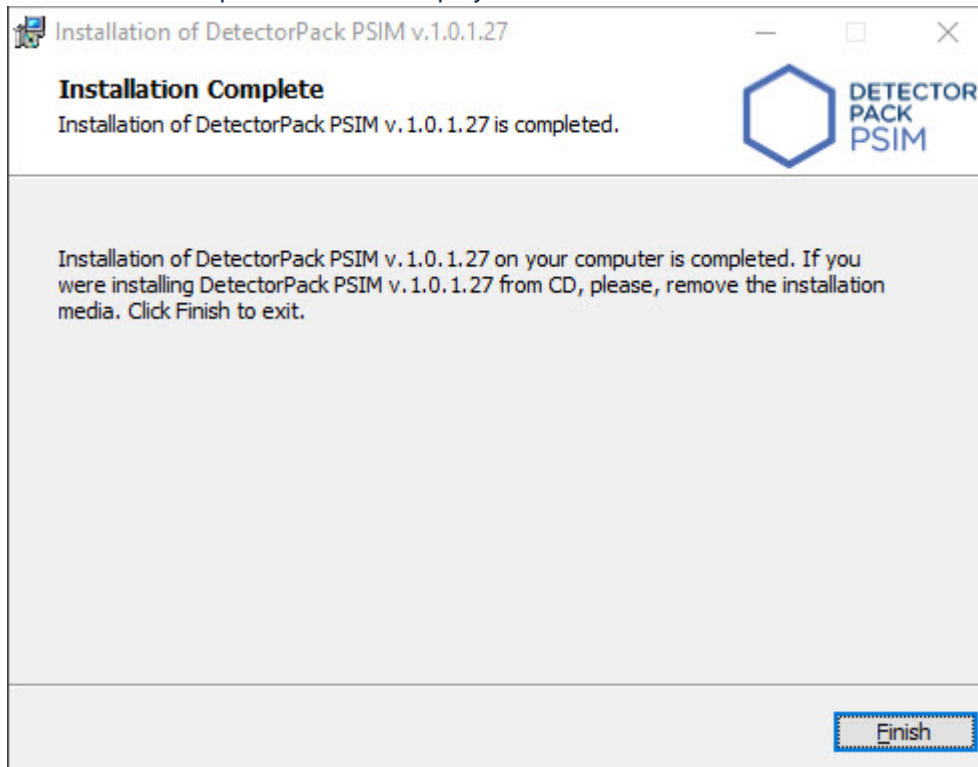 Installation of DetectorPack PSIM v.1.0.1.27
Installation Complete
Installation of DetectorPack PSIM v.1.0.1.27 is completed.
DETECTOR
PACK
PSIM
Installation of DetectorPack PSIM v.1.0.1.27 on your computer is completed. If you
were installing DetectorPack PSIM v.1.0.1.27 from CD, please, remove the installation
media. Click Finish to exit.
Finish